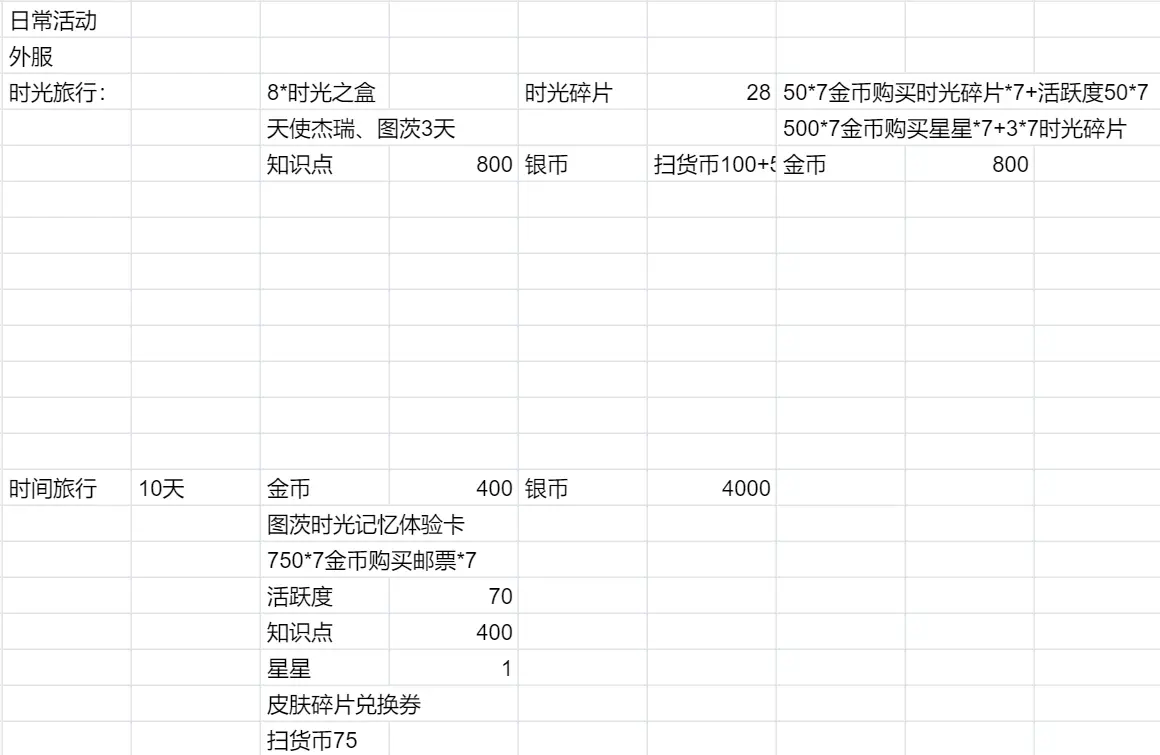 日常活动
外服
时光旅行： 8*时光之盒 时光碎片 28 50*7金币购买时光碎片*7+活跃度50*7
天使杰瑞、图茨3天 500*7金币购买星星*7+3*7时光碎片
知识点 800 银币 扫货币100+ 金币 800
时间旅行 10天 金币 400 银币 4000
图茨时光记忆体验卡
750*7金币购买邮票*7
活跃度 70
知识点 400
星星 1
皮肤碎片兑换券
扫货币75